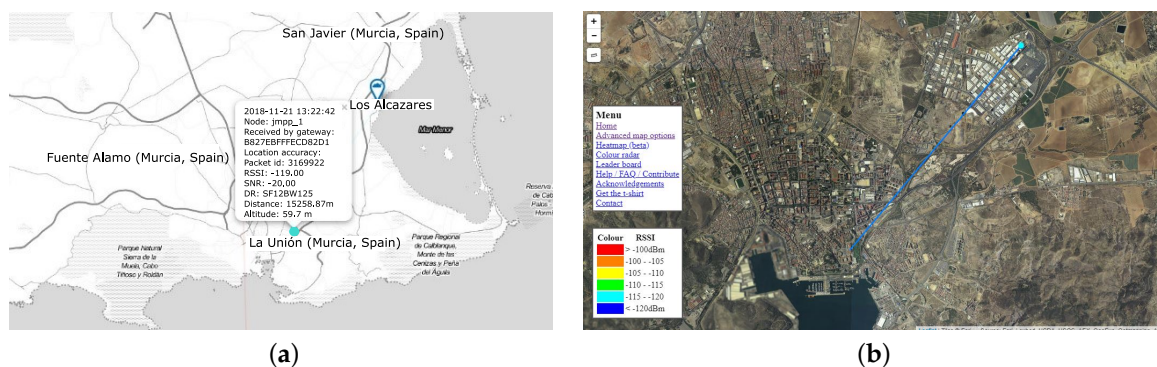 San Javier (Murcia, Spain)
Los Alcazares
Mar Menor
2018-11-21 13:22:42
Node: jmpp_1
Received by gateway:
B827EBFFFECD82D1
Location accuracy:
Packet id: 3169922
RSSI: -119,00
SNR: -20,00
DR: SF12BW125
Distance: 15258.87m
Altitude: 59.7 m
Fuente Alamo (Murcia, Spain)
La Unión (Murcia, Spain)
Parque Natural
Sierra de la
Muela, Cabo
Tiñoso y Roldán
Parque Regional
de Calblanque,
Monte de las
Cenizas y Peña
del Águila
Reserva
de Cab
Palos -
Hormi
(a)
+
−
Menu
Home
Advanced map options
Heatmap (beta)
Colour radar
Leader board
Help / FAQ / Contribute
Acknowledgements
Get the t-shirt
Contact
Colour RSSI
> -100dBm
-100 - -105
-105 - -110
-110 - -115
-115 - -120
< -120dBm
(b)